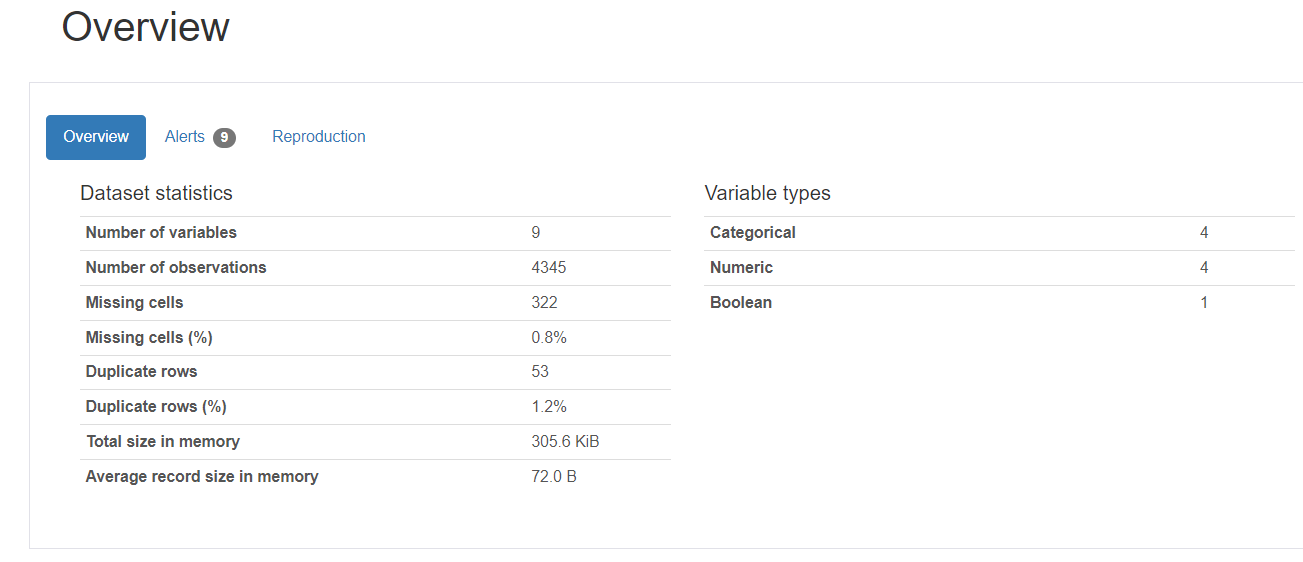 Overview
Overview Alerts 9 Reproduction
Dataset statistics
Number of variables 9
Number of observations 4345
Missing cells 322
Missing cells (%) 0.8%
Duplicate rows 53
Duplicate rows (%) 1.2%
Total size in memory 305.6 KiB
Average record size in memory 72.0 B
Variable types
Categorical 4
Numeric 4
Boolean 1